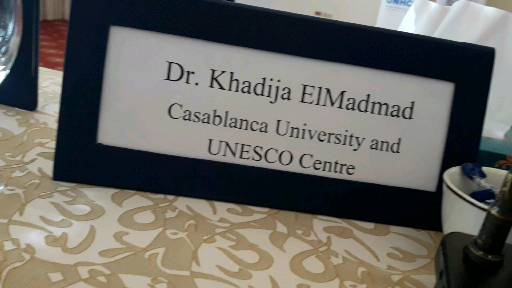 Dr. Khadija ElMadmad
Casablanca University and
UNESCO Centre